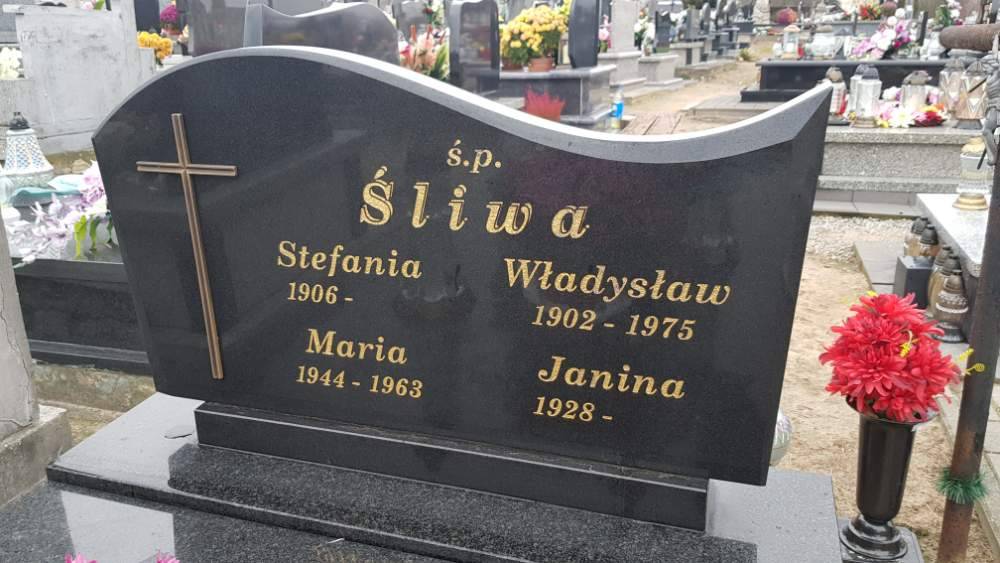 ś.p.
Śliwa
Stefania
1906 -
Władysław
1902 - 1975
Maria
1944 - 1963
Janina
1928 -